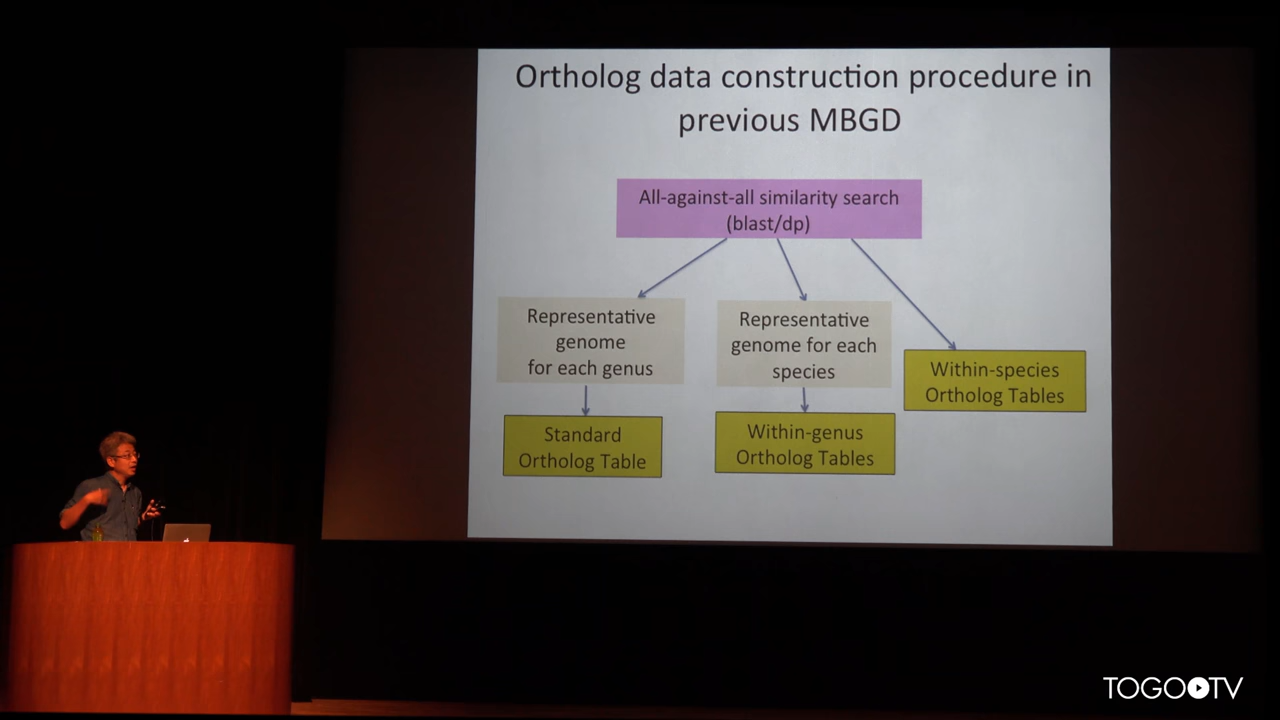 Ortholog data construction procedure in
previous MBGD
All-against-all similarity search
(blast/dp)
Representative
genome
for each genus
Representative
genome for each
species
Within-species
Ortholog Tables
Standard
Ortholog Table
Within-genus
Ortholog Tables
TOGO TV